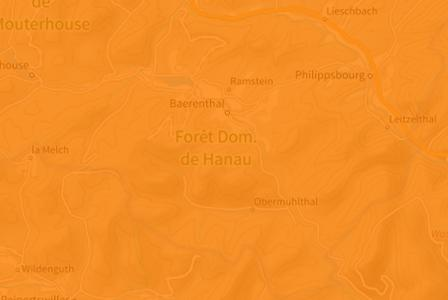 Lieschbach
de
Mouterhouse
house
Philippsbourg
Ramstein
Baerenthal
Leitzelthal
Forêt Dom.
de Hanau
la Melch
Obermuhlthal
Wildenguth